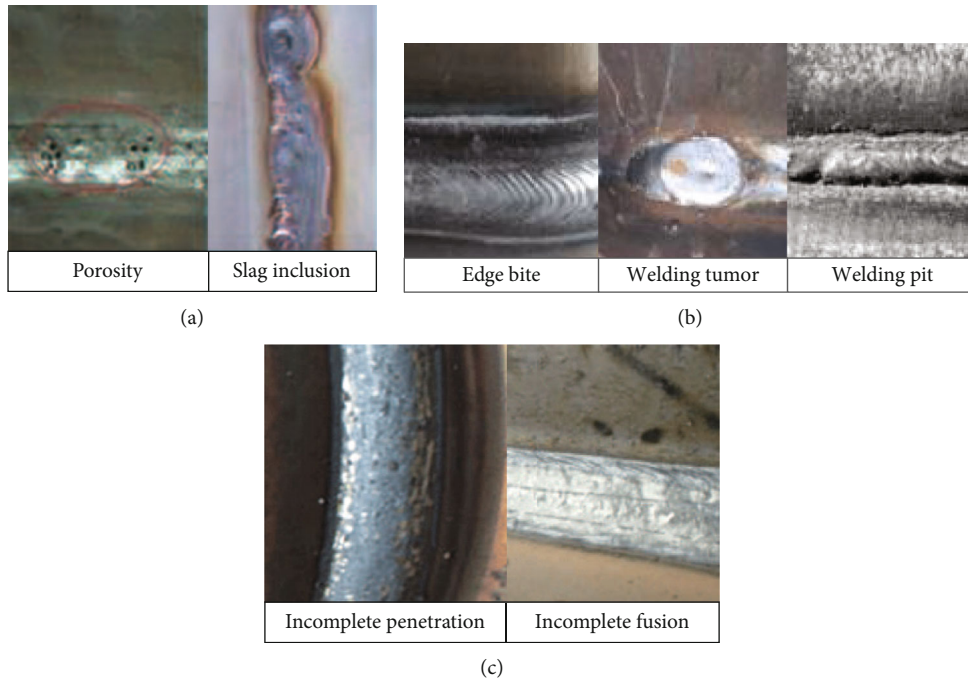 Porosity
Slag inclusion
(a)
Edge bite
Welding tumor
Welding pit
(b)
Incomplete penetration
Incomplete fusion
(c)